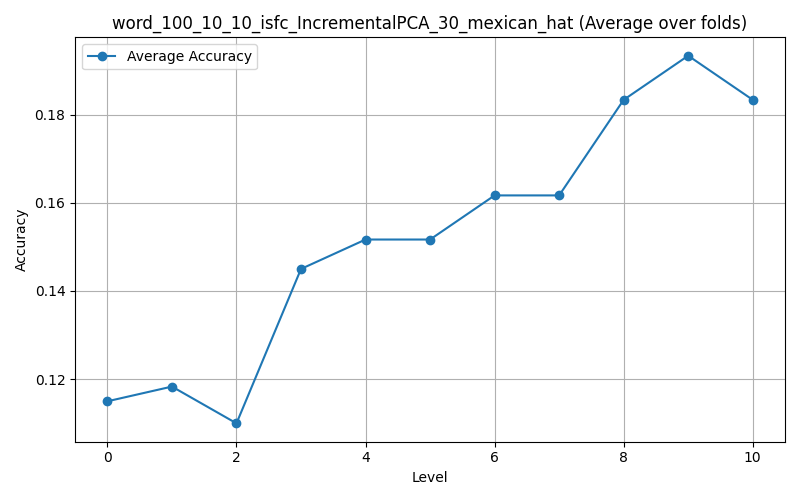 word_100_10_10_isfc_IncrementalPCA_30_mexican_hat (Average over folds)
Average Accuracy
0.18
0.16
0.14
0.12
Accuracy
0 2 4 6 8 10
Level